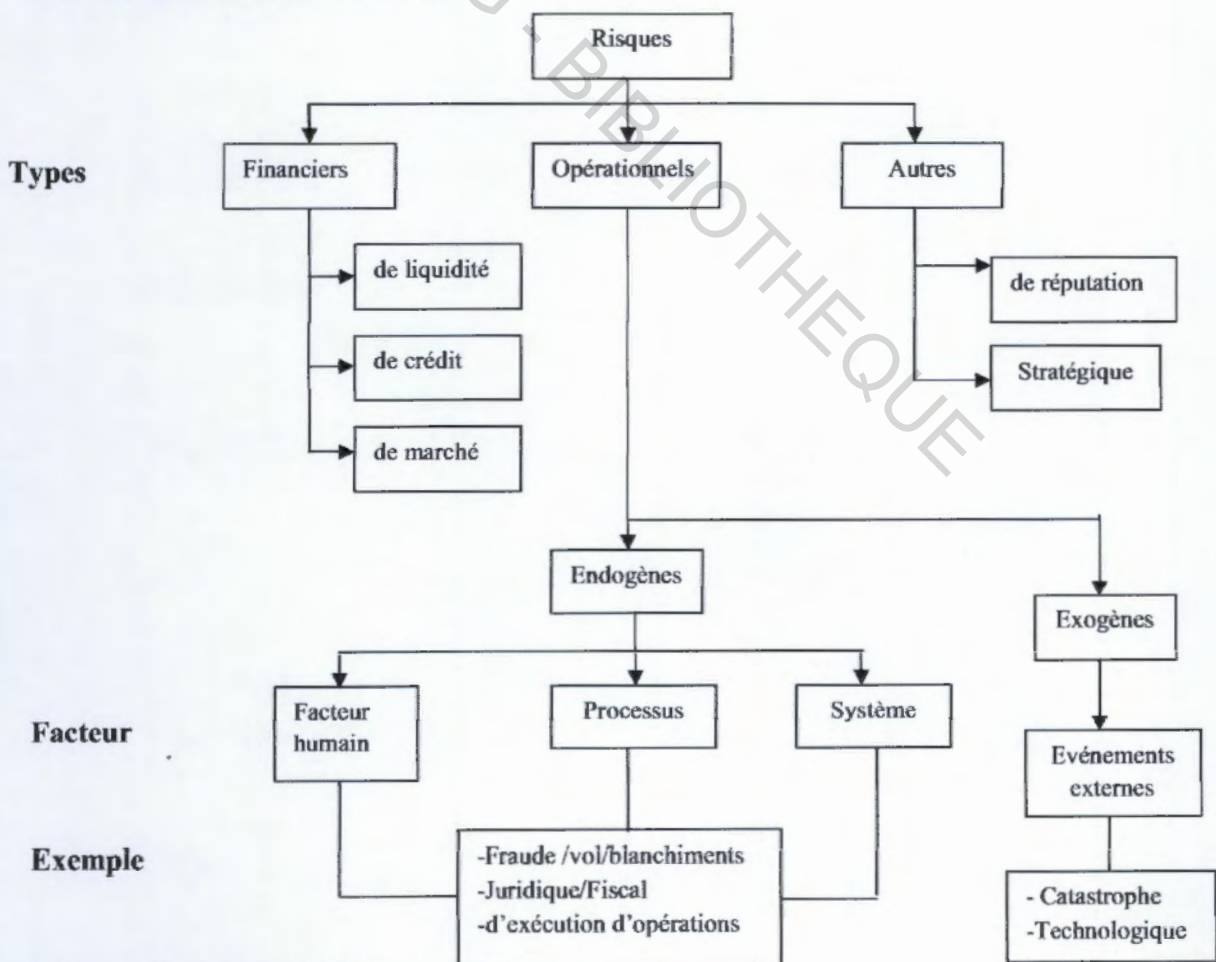 Risques
Types
Financiers
Opérationnels
Autres
de liquidité
de réputation
de crédit
Stratégique
de marché
Endogènes
Exogènes
Facteur
Facteur
humain
Processus
Système
Evénements
externes
Exemple
-Fraude /vol/blanchiments
-Juridique/Fiscal
-d'exécution d'opérations
- Catastrophe
-Technologique
- BIBLIOTHEQUE